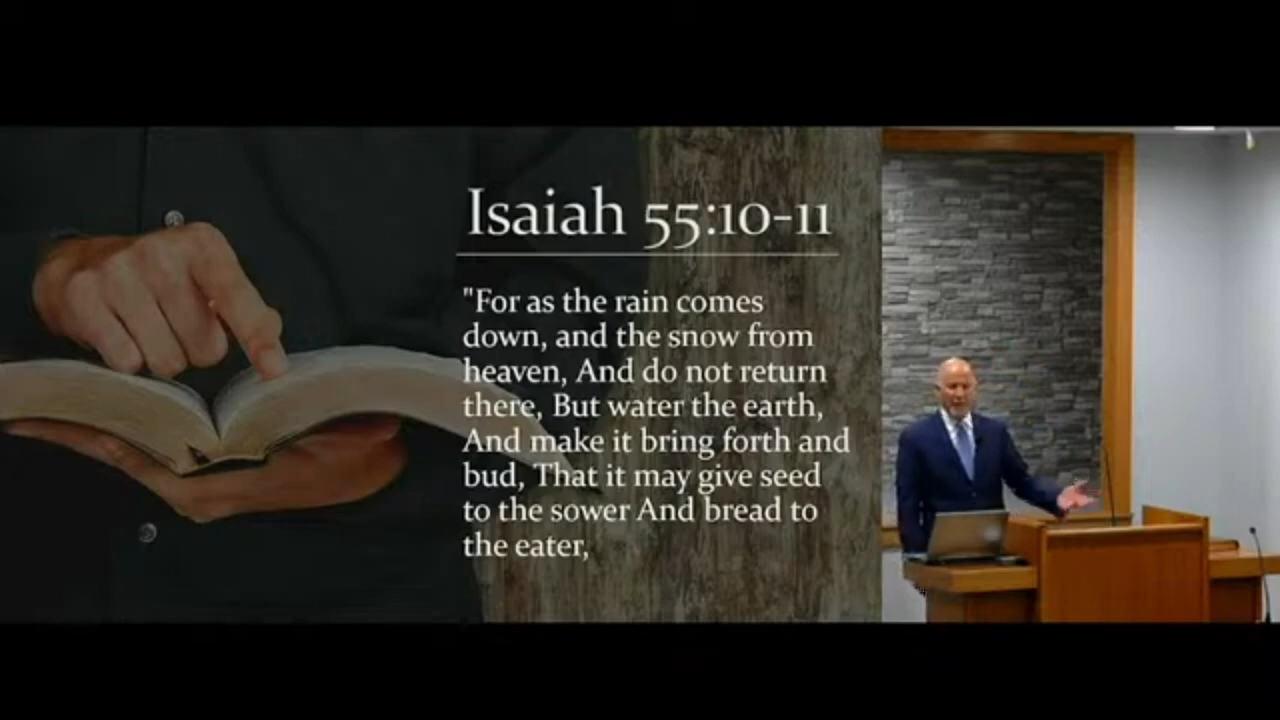 Isaiah 55:10-11
"For as the rain comes
down, and the snow from
heaven, And do not return
there, But water the earth,
And make it bring forth and
bud, That it may give seed
to the sower And bread to
the eater,